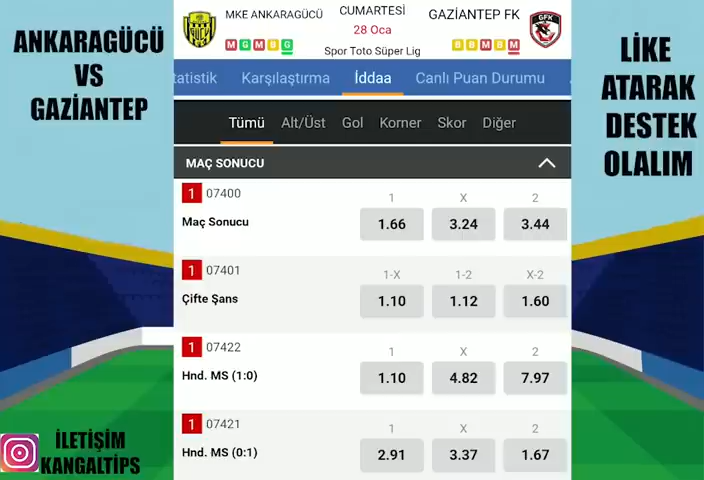 ANKARAGÜCÜ
VS
GAZİANTEP
MKE ANKARAGÜCÜ
M G M B G
CUMARTESİ
28 Oca
Spor Toto Süper Lig
GAZİANTEP FK
B B M B M
GFK
LİKE
ATARAK
DESTEK
OLALIM
tatistik Karşılaştırma İddaa Canlı Puan Durumu
Tümü Alt/Üst Gol Korner Skor Diğer
MAÇ SONUCU
1 07400
Maç Sonucu
1 X 2
1.66 3.24 3.44
1 07401
Çifte Şans
1-X 1-2 X-2
1.10 1.12 1.60
1 07422
Hnd. MS (1:0)
1 X 2
1.10 4.82 7.97
1 07421
Hnd. MS (0:1)
1 X 2
2.91 3.37 1.67
İLETİŞİM
KANGALTİPS